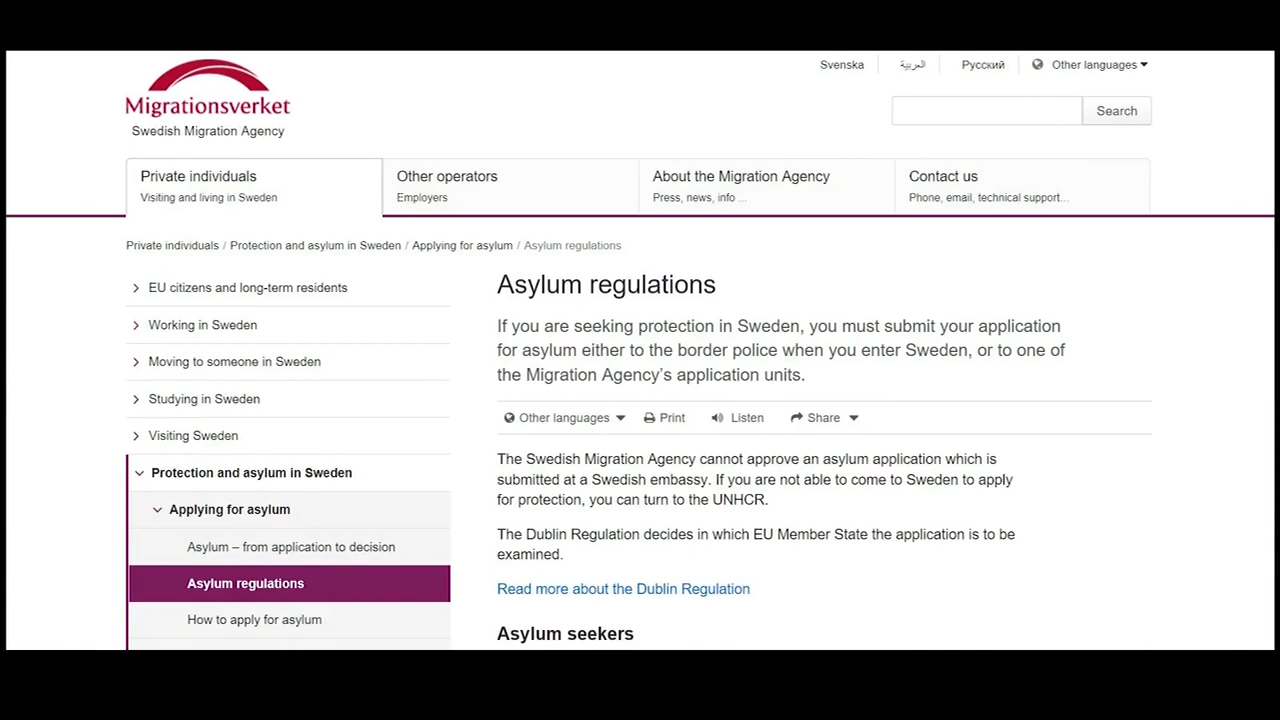 Svenska
العربية
Русский
Other languages
Migrationsverket
Swedish Migration Agency
Search
Private individuals
Visiting and living in Sweden
Other operators
Employers
About the Migration Agency
Press, news, info ...
Contact us
Phone, email, technical support...
Private individuals / Protection and asylum in Sweden / Applying for asylum / Asylum regulations
EU citizens and long-term residents
Working in Sweden
Moving to someone in Sweden
Studying in Sweden
Visiting Sweden
Protection and asylum in Sweden
Applying for asylum
Asylum – from application to decision
Asylum regulations
How to apply for asylum
Asylum regulations
If you are seeking protection in Sweden, you must submit your application
for asylum either to the border police when you enter Sweden, or to one of
the Migration Agency’s application units.
Other languages
Print
Listen
Share
The Swedish Migration Agency cannot approve an asylum application which is
submitted at a Swedish embassy. If you are not able to come to Sweden to apply
for protection, you can turn to the UNHCR.
The Dublin Regulation decides in which EU Member State the application is to be
examined.
Read more about the Dublin Regulation
Asylum seekers